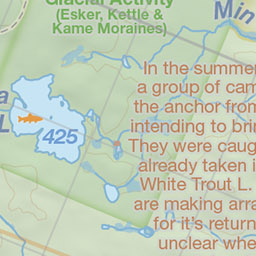 Glacial Activity
(Esker, Kettle &
Kame Moraines)
Min
In the summer
a group of cam
the anchor from
intending to brin
They were caug
already taken i
White Trout L.
are making arra
for it's return
unclear whe
a
L
425